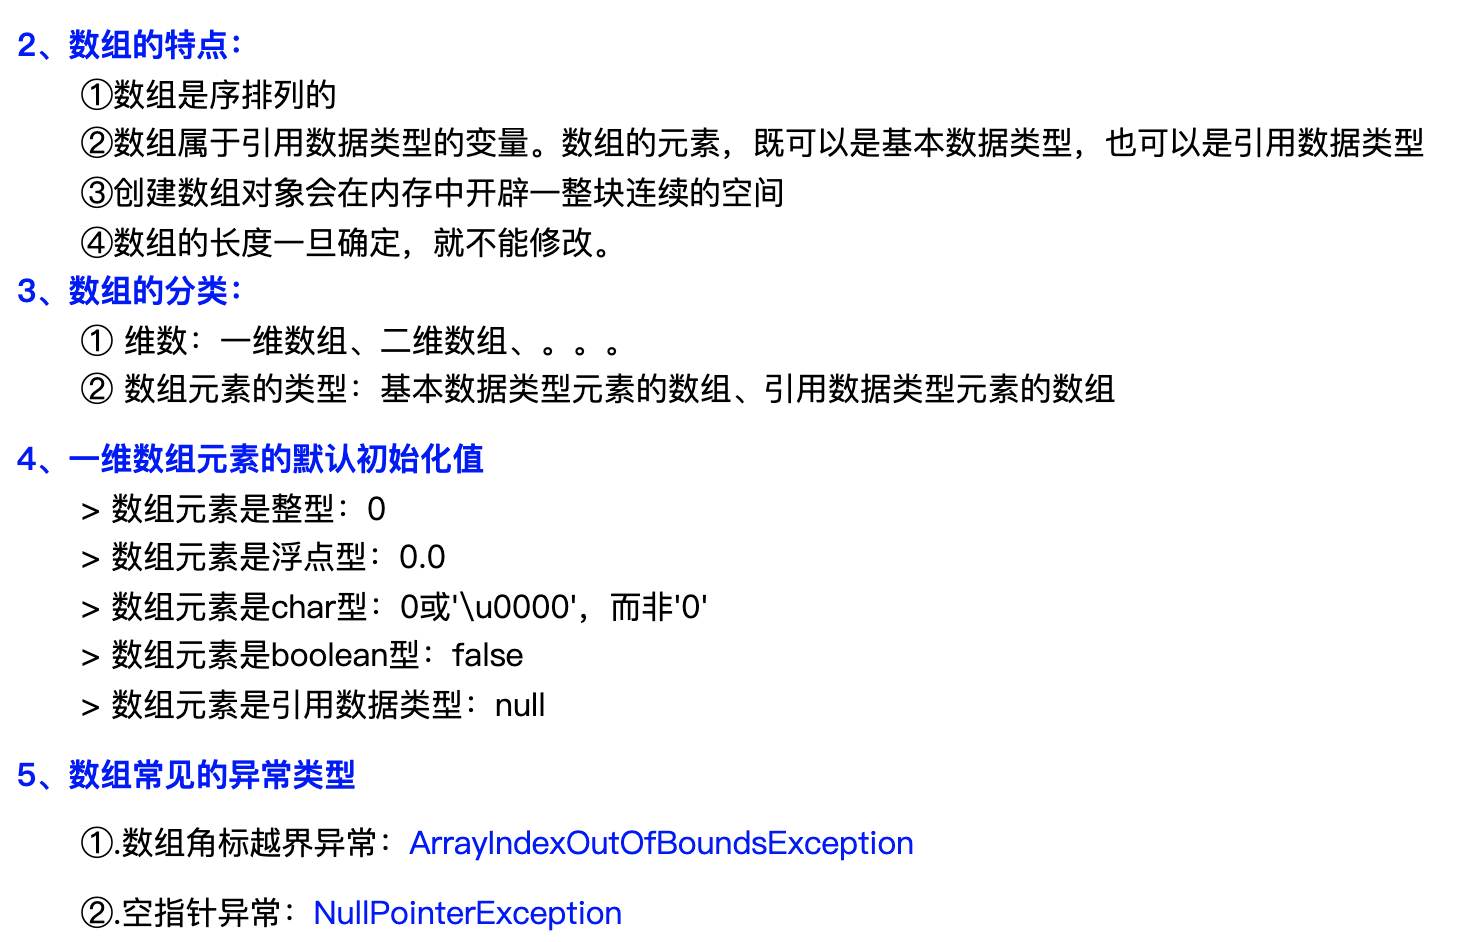 2、数组的特点：
①数组是序排列的
②数组属于引用数据类型的变量。数组的元素，既可以是基本数据类型，也可以是引用数据类型
③创建数组对象会在内存中开辟一整块连续的空间
④数组的长度一旦确定，就不能修改。
3、数组的分类：
① 维数：一维数组、二维数组、。。。
② 数组元素的类型：基本数据类型元素的数组、引用数据类型元素的数组
4、一维数组元素的默认初始化值
> 数组元素是整型：0
> 数组元素是浮点型：0.0
> 数组元素是char型：0或'\u0000'，而非'0'
> 数组元素是boolean型：false
> 数组元素是引用数据类型：null
5、数组常见的异常类型
①.数组角标越界异常：ArrayIndexOutOfBoundsException
②.空指针异常：NullPointerException